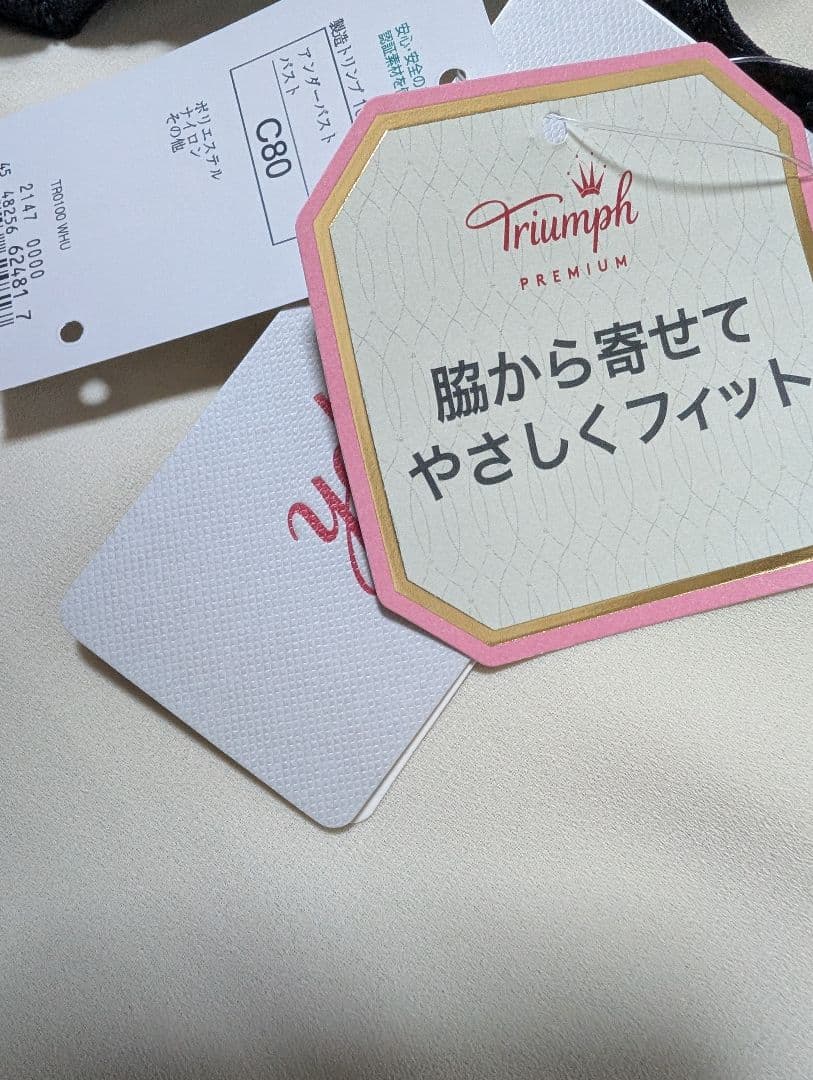 Triumph
PREMIUM
脇から寄せて
やさしくフィット
安心・安全の
製造トリンプ
アンダーバスト
バスト
C80
ポリエステル
ナイロン
その他
TR0100 WHU
2147 0000
45 48256 62481 7